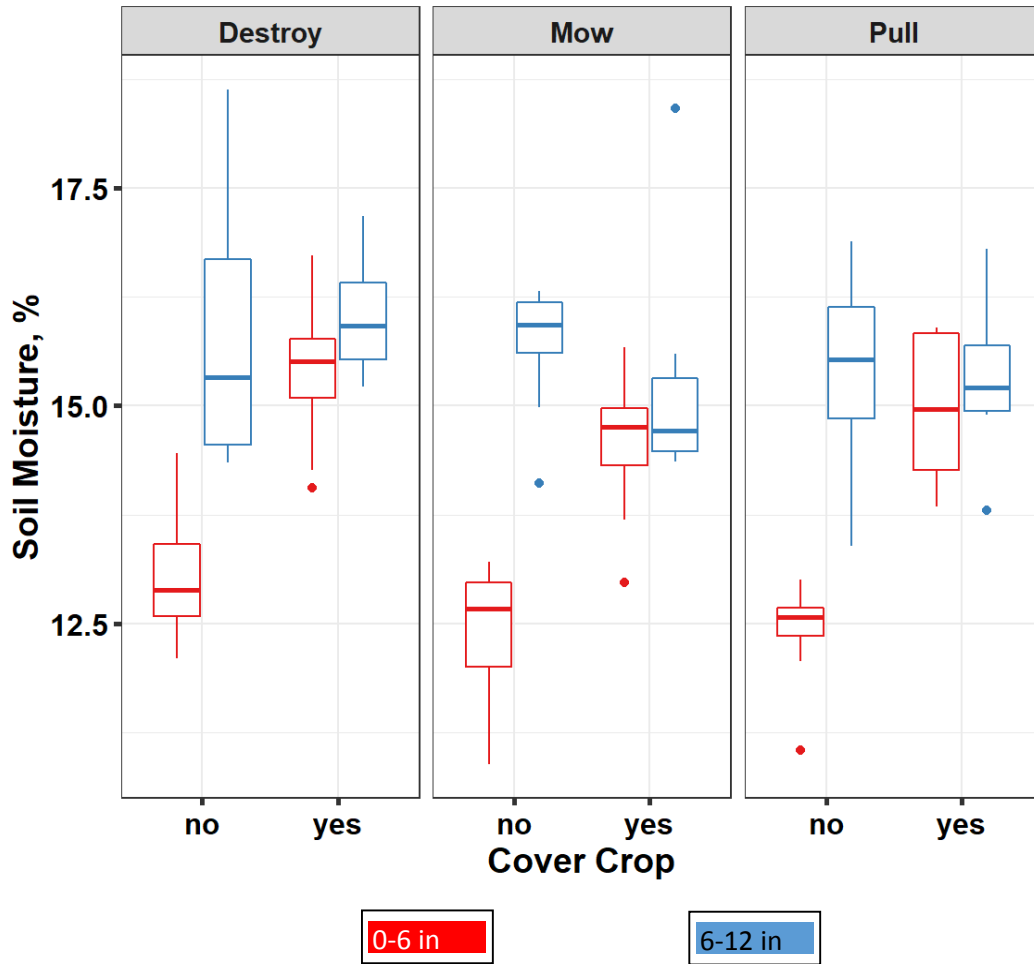 Destroy Mow Pull
Soil Moisture, %
17.5
15.0
12.5
no yes no yes no yes
Cover Crop
0-6 in 6-12 in